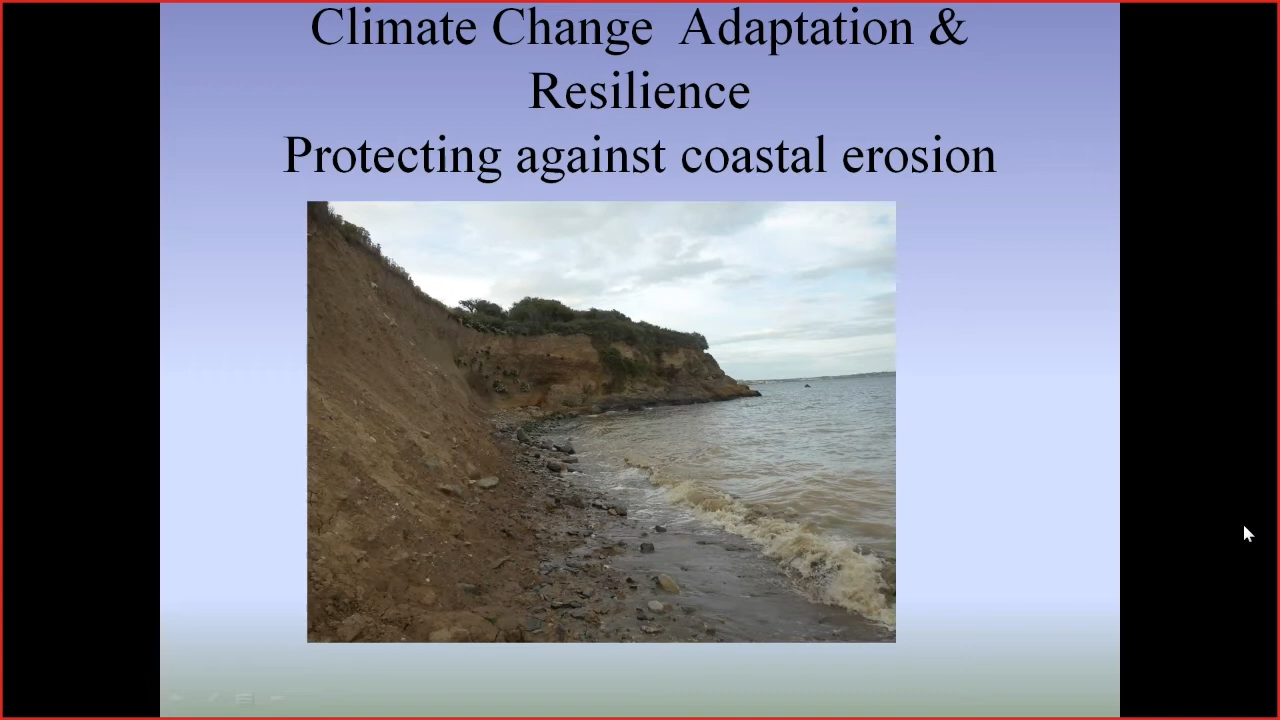 Climate Change  Adaptation &
Resilience
Protecting against coastal erosion